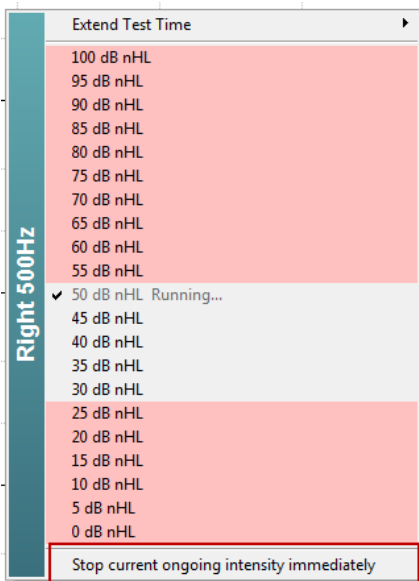 Extend Test Time
100 dB nHL
95 dB nHL
90 dB nHL
85 dB nHL
80 dB nHL
75 dB nHL
70 dB nHL
65 dB nHL
60 dB nHL
55 dB nHL
50 dB nHL Running...
45 dB nHL
40 dB nHL
35 dB nHL
30 dB nHL
25 dB nHL
20 dB nHL
15 dB nHL
10 dB nHL
5 dB nHL
0 dB nHL
Stop current ongoing intensity immediately
Right 500Hz